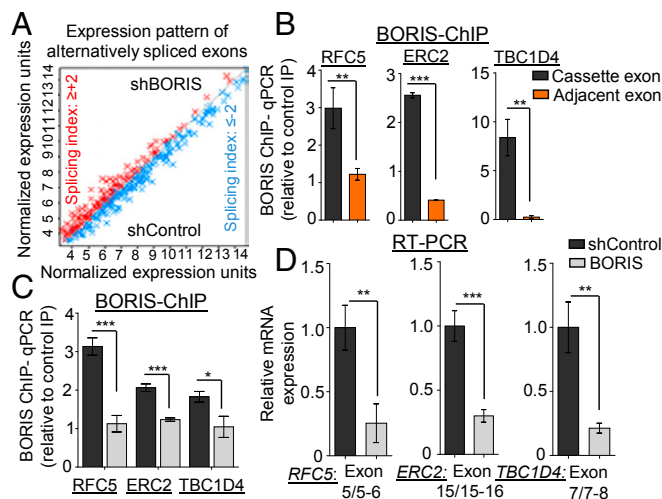 A
Expression pattern of
alternatively spliced exons
Normalized expression units
14
13
12
11
10
9
8
7
6
5
4
Splicing index: ≥+2
shBORIS
Splicing index: ≤-2
shControl
4 5 6 7 8 9 10 11 12 13 14
Normalized expression units
B
BORIS-ChIP
BORIS ChIP- qPCR
(relative to control IP)
RFC5
4
3
2
1
0
**
ERC2
3
2
1
0
***
TBC1D4
15
10
5
0
**
Cassette exon
Adjacent exon
C
BORIS-ChIP
BORIS ChIP- qPCR
(relative to control IP)
4
3
2
1
0
***
***
*
RFC5 ERC2 TBC1D4
D
RT-PCR
shControl
BORIS
Relative mRNA
expression
1.5
1.0
0.5
0
**
1.5
1.0
0.5
0
***
1.5
1.0
0.5
0
**
RFC5: Exon
5/5-6
ERC2: Exon
15/15-16
TBC1D4: Exon
7/7-8